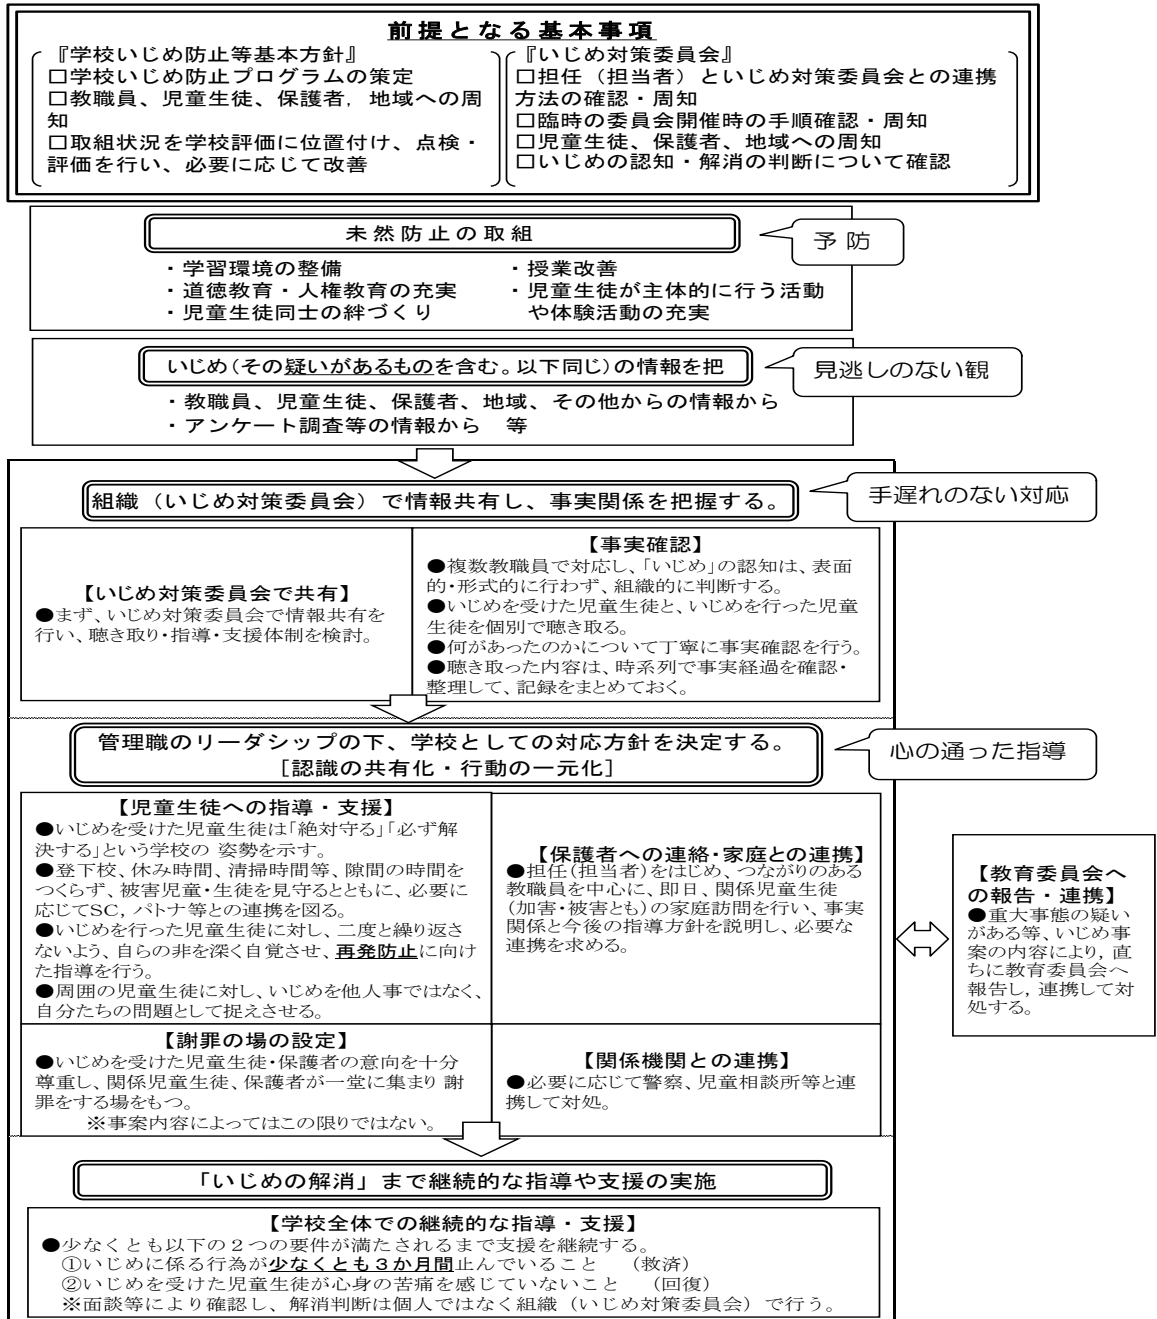 前提となる基本事項
『学校いじめ防止等基本方針』
□学校いじめ防止プログラムの策定
□教職員、児童生徒、保護者，地域への周
知
□取組状況を学校評価に位置付け、点検・
評価を行い、必要に応じて改善
『いじめ対策委員会』
□担任（担当者）といじめ対策委員会との連携
方法の確認・周知
□臨時の委員会開催時の手順確認・周知
□児童生徒、保護者、地域への周知
□いじめの認知・解消の判断について確認
未然防止の取組
予 防
・学習環境の整備
・道徳教育・人権教育の充実
・児童生徒同士の絆づくり
・授業改善
・児童生徒が主体的に行う活動
や体験活動の充実
いじめ（その疑いがあるものを含む。以下同じ）の情報を把
見逃しのない観
・教職員、児童生徒、保護者、地域、その他からの情報から
・アンケート調査等の情報から　等
組織（いじめ対策委員会）で情報共有し、事実関係を把握する。
手遅れのない対応
【いじめ対策委員会で共有】
●まず、いじめ対策委員会で情報共有を
行い、聴き取り・指導・支援体制を検討。
【事実確認】
●複数教職員で対応し、「いじめ」の認知は、表面
的・形式的に行わず、組織的に判断する。
●いじめを受けた児童生徒と、いじめを行った児童
生徒を個別で聴き取る。
●何があったのかについて丁寧に事実確認を行う。
●聴き取った内容は、時系列で事実経過を確認・
整理して、記録をまとめておく。
管理職のリーダシップの下、学校としての対応方針を決定する。
［認識の共有化・行動の一元化］
心の通った指導
【児童生徒への指導・支援】
●いじめを受けた児童生徒は「絶対守る」「必ず解
決する」という学校の 姿勢を示す。
●登下校、休み時間、清掃時間等、隙間の時間を
つくらず、被害児童・生徒を見守るとともに、必要に
応じてSC，パトナ等との連携を図る。
●いじめを行った児童生徒に対し、二度と繰り返さ
ないよう、自らの非を深く自覚させ、再発防止に向け
た指導を行う。
●周囲の児童生徒に対し、いじめを他人事ではなく、
自分たちの問題として捉えさせる。
【保護者への連絡・家庭との連携】
●担任（担当者）をはじめ、つながりのある
教職員を中心に、即日、関係児童生徒
（加害・被害とも）の家庭訪問を行い、事実
関係と今後の指導方針を説明し、必要な
連携を求める。
【教育委員会へ
の報告・連携】
●重大事態の疑い
がある等、いじめ事
案の内容により，直
ちに教育委員会へ
報告し，連携して対
処する。
【謝罪の場の設定】
●いじめを受けた児童生徒・保護者の意向を十分
尊重し、関係児童生徒、保護者が一堂に集まり 謝
罪をする場をもつ。
※事案内容によってはこの限りではない。
【関係機関との連携】
●必要に応じて警察、児童相談所等と連
携して対処。
「いじめの解消」まで継続的な指導や支援の実施
【学校全体での継続的な指導・支援】
●少なくとも以下の２つの要件が満たされるまで支援を継続する。
①いじめに係る行為が少なくとも３か月間止んでいること　（救済）
②いじめを受けた児童生徒が心身の苦痛を感じていないこと　（回復）
※面談等により確認し、解消判断は個人ではなく組織（いじめ対策委員会）で行う。